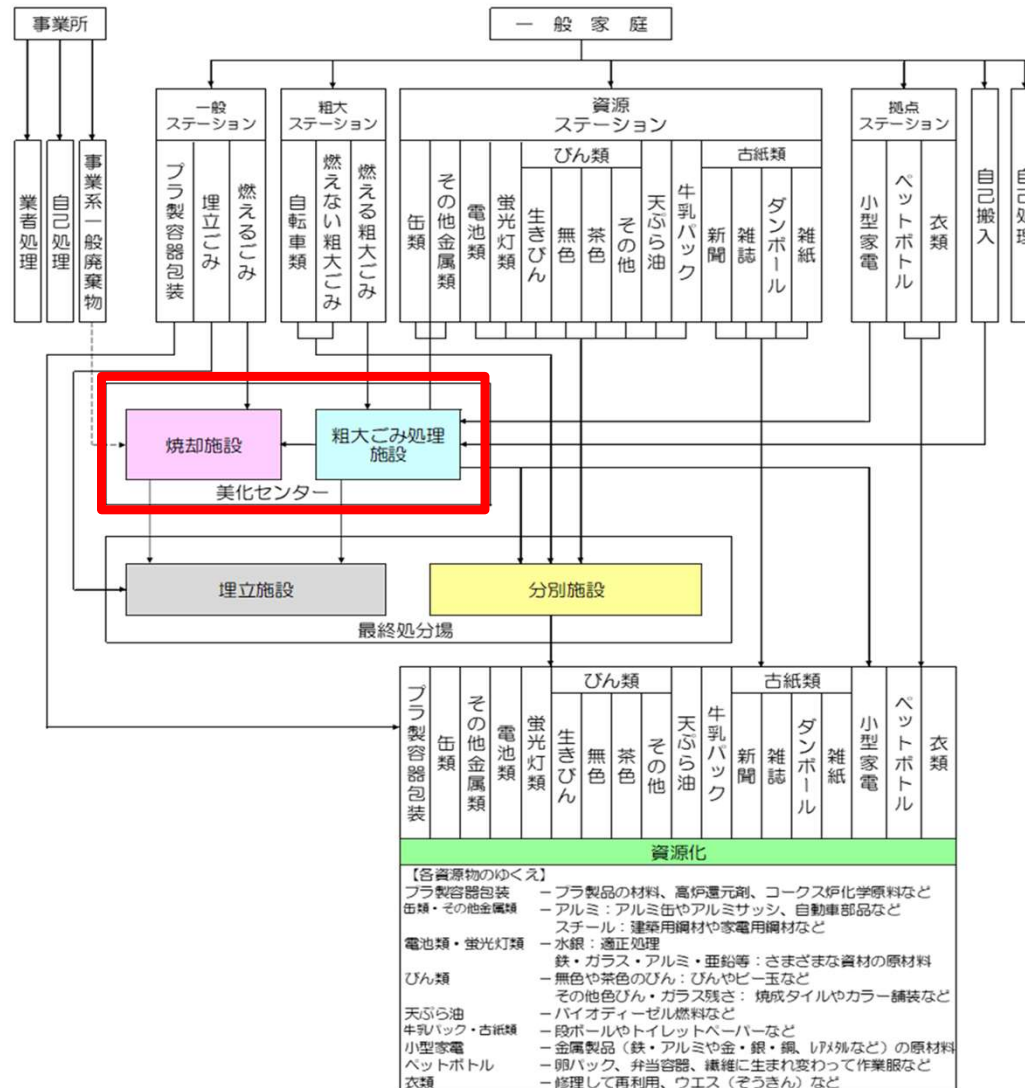 事業所
一般家庭
一般
ステーション
粗大
ステーション
資源
ステーション
拠点
ステーション
業者処理
自己処理
事業系一般廃棄物
プラ製容器包装
埋立ごみ
燃えるごみ
自転車類
燃えない粗大ごみ
燃える粗大ごみ
缶類
その他金属類
電池類
蛍光灯類
びん類
生きびん
無色
茶色
その他
天ぷら油
牛乳パック
古紙類
新聞
雑誌
ダンボール
雑紙
小型家電
ペットボトル
衣類
自己搬入
自己処理
焼却施設
粗大ごみ処理
施設
美化センター
埋立施設
分別施設
最終処分場
プラ製容器包装
缶類
その他金属類
電池類
蛍光灯類
びん類
生きびん
無色
茶色
その他
天ぷら油
牛乳パック
古紙類
新聞
雑誌
ダンボール
雑紙
小型家電
ペットボトル
衣類
資源化
【各資源物のゆくえ】
プラ製容器包装 －プラ製品の材料、高炉還元剤、コークス炉化学原料など
缶類・その他金属類 －アルミ：アルミ缶やアルミサッシ、自動車部品など
スチール：建築用鋼材や家電用鋼材など
電池類・蛍光灯類 －水銀：適正処理
鉄・ガラス・アルミ・亜鉛等：さまざまな資材の原材料
びん類 －無色や茶色のびん：びんやビー玉など
その他色びん・ガラス残さ： 焼成タイルやカラー舗装など
天ぷら油 －バイオディーゼル燃料など
牛乳パック・古紙類 －段ボールやトイレットペーパーなど
小型家電 －金属製品（鉄・アルミや金・銀・銅、ﾚｱﾒﾀﾙなど）の原材料
ペットボトル －卵パック、弁当容器、繊維に生まれ変わって作業服など
衣類 －修理して再利用、ウエス（ぞうきん）など